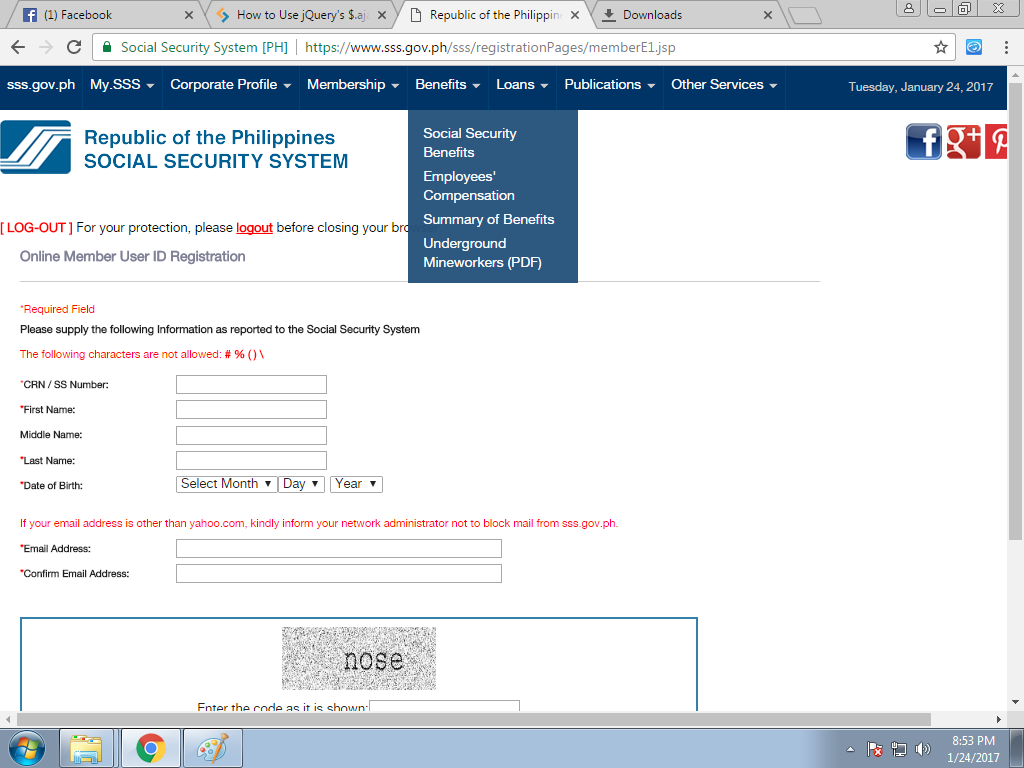 (1) Facebook
How to Use jQuery's $.aj
Republic of the Philippin
Downloads
Social Security System [PH] https://www.sss.gov.ph/sss/registrationPages/memberE1.jsp
sss.gov.ph My.SSS Corporate Profile Membership Benefits Loans Publications Other Services Tuesday, January 24, 2017
Social Security
Benefits
Employees'
Compensation
Summary of Benefits
Underground
Mineworkers (PDF)
Republic of the Philippines
SOCIAL SECURITY SYSTEM
[ LOG-OUT ] For your protection, please logout before closing your browser.
Online Member User ID Registration
*Required Field
Please supply the following Information as reported to the Social Security System
The following characters are not allowed: # % ( ) \
*CRN / SS Number:
*First Name:
Middle Name:
*Last Name:
*Date of Birth: Select Month Day Year
If your email address is other than yahoo.com, kindly inform your network administrator not to block mail from sss.gov.ph.
*Email Address:
*Confirm Email Address:
nose
Enter the code as it is shown:
8:53 PM
1/24/2017